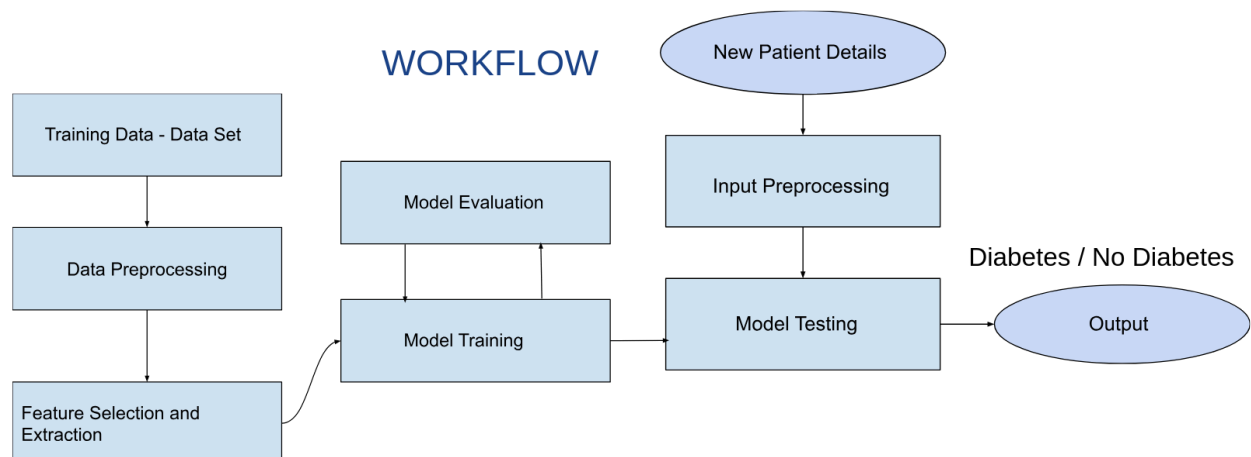 WORKFLOW
New Patient Details
Training Data - Data Set
Input Preprocessing
Model Evaluation
Data Preprocessing
Diabetes / No Diabetes
Model Training
Model Testing
Output
Feature Selection and
Extraction